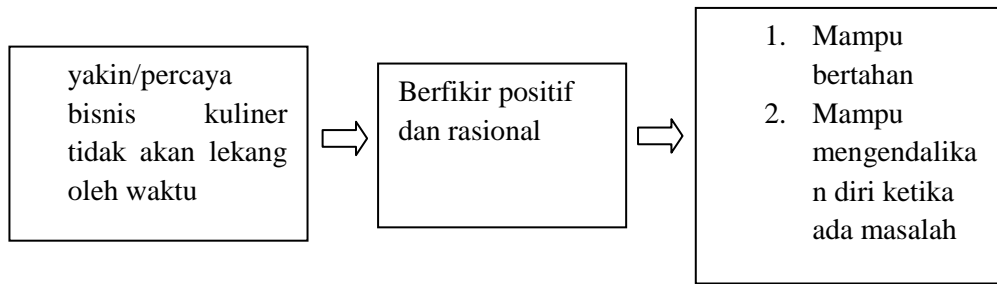 yakin/percaya
bisnis kuliner
tidak akan lekang
oleh waktu
Berfikir positif
dan rasional
1. Mampu
bertahan
2. Mampu
mengendalika
n diri ketika
ada masalah